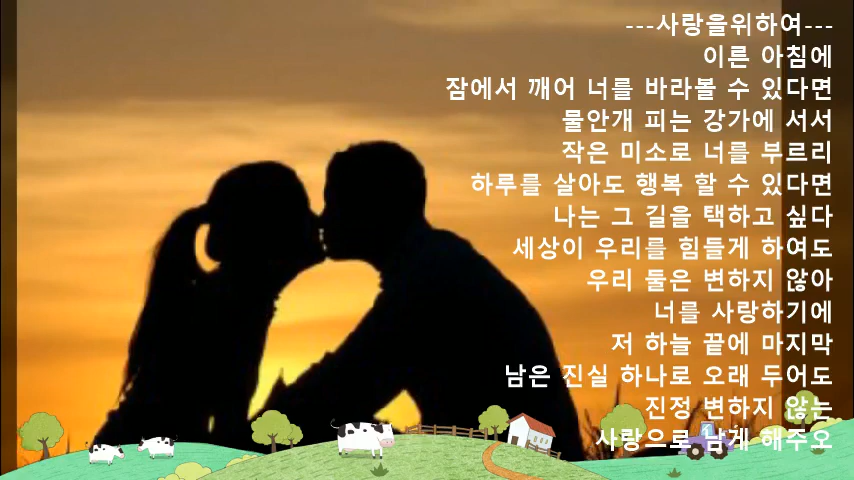 ---사랑을위하여---
이른 아침에
잠에서 깨어 너를 바라볼 수 있다면
물안개 피는 강가에 서서
작은 미소로 너를 부르리
하루를 살아도 행복 할 수 있다면
나는 그 길을 택하고 싶다
세상이 우리를 힘들게 하여도
우리 둘은 변하지 않아
너를 사랑하기에
저 하늘 끝에 마지막
남은 진실 하나로 오래 두어도
진정 변하지 않는
사랑으로 남게 해주오